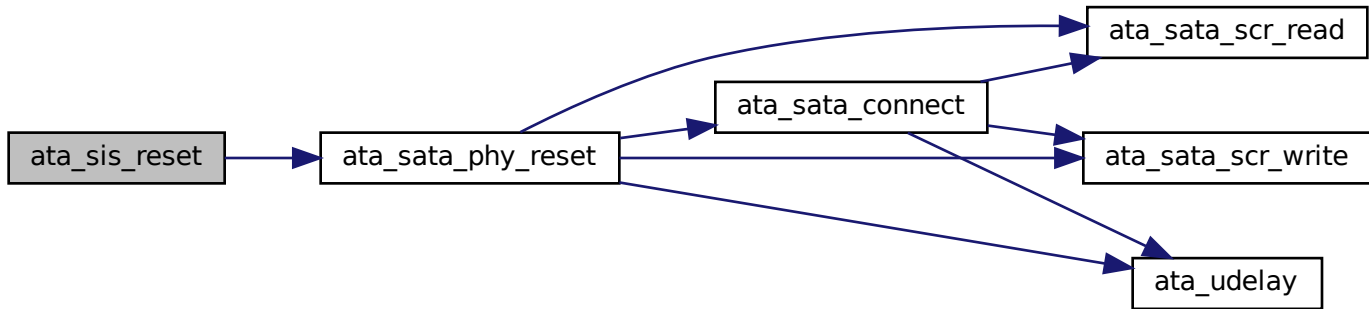 ata_sis_reset
ata_sata_phy_reset
ata_sata_connect
ata_sata_scr_read
ata_sata_scr_write
ata_udelay